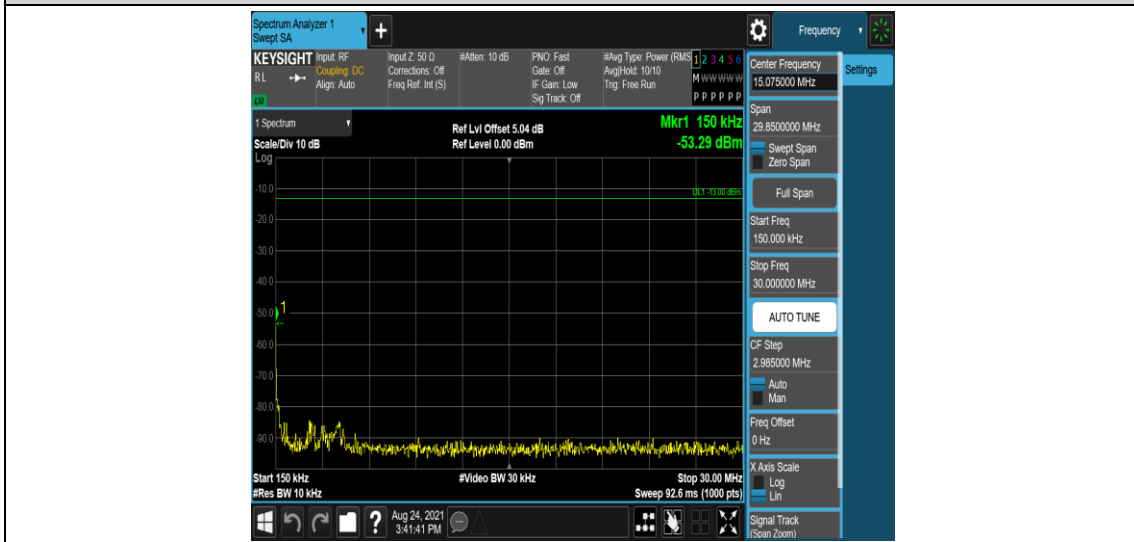 Spectrum Analyzer 1
Swept SA
+
Frequency
KEYSIGHT
RL
LXI
Input: RF
Coupling: DC
Align: Auto
Input Z: 50 Ω
Corrections: Off
Freq Ref: Int (S)
#Atten: 10 dB
PNO: Fast
Gate: Off
IF Gain: Low
Sig Track: Off
#Avg Type: Power (RMS
Avg|Hold: 10/10
Trig: Free Run
1 2 3 4 5 6
M W W W W W
P P P P P P
Center Frequency
15.075000 MHz
Settings
Span
29.8500000 MHz
Swept Span
Zero Span
Full Span
Start Freq
150.000 kHz
Stop Freq
30.000000 MHz
AUTO TUNE
CF Step
2.985000 MHz
Auto
Man
Freq Offset
0 Hz
X Axis Scale
Log
Lin
Signal Track
(Span Zoom)
1 Spectrum
Scale/Div 10 dB
Log
Ref Lvl Offset 5.04 dB
Ref Level 0.00 dBm
Mkr1 150 kHz
-53.29 dBm
DL1 -13.00 dBm
-10.0
-20.0
-30.0
-40.0
-50.0
1
-60.0
-70.0
-80.0
-90.0
Start 150 kHz
#Res BW 10 kHz
#Video BW 30 kHz
Stop 30.00 MHz
Sweep 92.6 ms (1000 pts)
?
Aug 24, 2021
3:41:41 PM